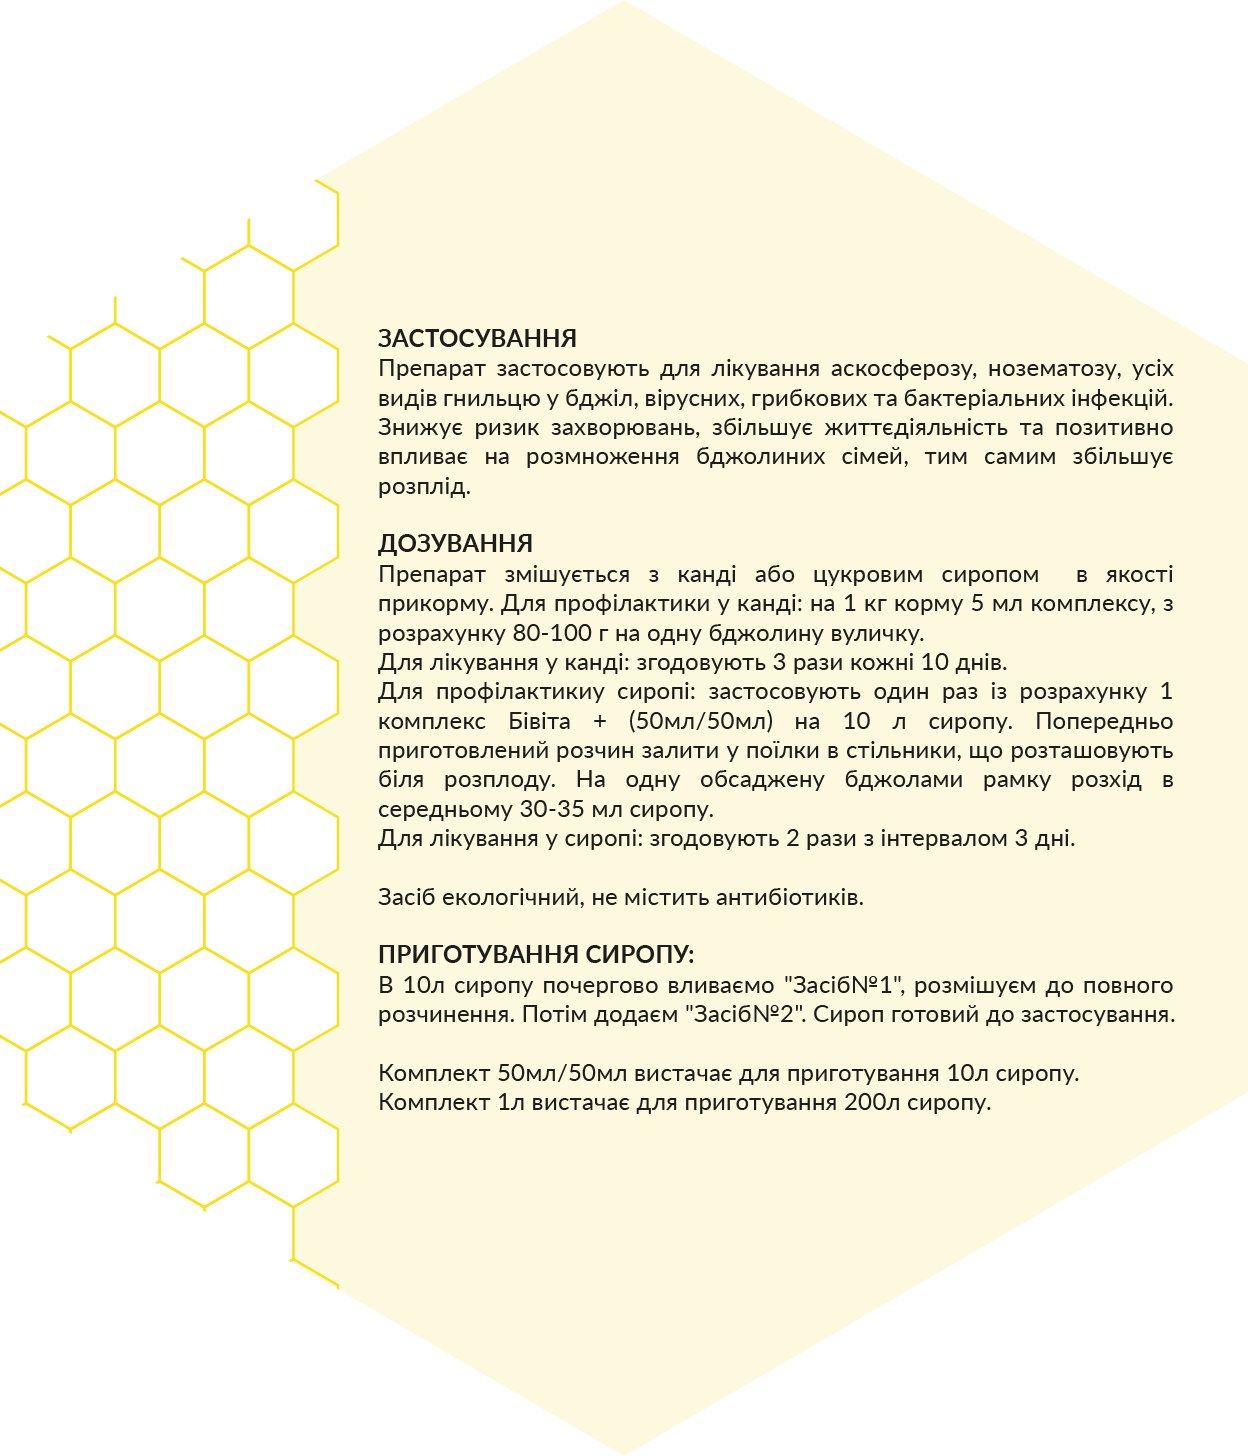 ЗАСТОСУВАННЯ
Препарат застосовують для лікування аскосферозу, нозематозу, усіх
видів гнильцю у бджіл, вірусних, грибкових та бактеріальних інфекцій.
Знижує ризик захворювань, збільшує життєдіяльність та позитивно
впливає на розмноження бджолиних сімей, тим самим збільшує
розплід.
ДОЗУВАННЯ
Препарат змішується з канді або цукровим сиропом в якості
прикорму. Для профілактики у канді: на 1 кг корму 5 мл комплексу, з
розрахунку 80-100 г на одну бджолину вуличку.
Для лікування у канді: згодовують 3 рази кожні 10 днів.
Для профілактикиу сиропі: застосовують один раз із розрахунку 1
комплекс Бівіта + (50мл/50мл) на 10 л сиропу. Попередньо
приготовлений розчин залити у поїлки в стільники, що розташовують
біля розплоду. На одну обсаджену бджолами рамку розхід в
середньому 30-35 мл сиропу.
Для лікування у сиропі: згодовують 2 рази з інтервалом 3 дні.
Засіб екологічний, не містить антибіотиків.
ПРИГОТУВАННЯ СИРОПУ:
В 10л сиропу почергово вливаємо "Засіб№1", розмішуєм до повного
розчинення. Потім додаєм "Засіб№2". Сироп готовий до застосування.
Комплект 50мл/50мл вистачає для приготування 10л сиропу.
Комплект 1л вистачає для приготування 200л сиропу.